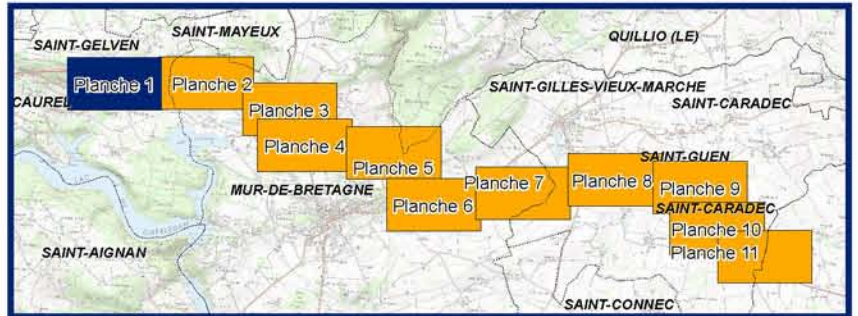 SAINT-MAYEUX
QUILLIO (LE)
SAINT-GELVEN
Planche 1
Planche 2
SAINT-GILLES-VIEUX-MARCHE
CAUREL
Planche 3
SAINT-CARADEC
Planche 4
SAINT-GUEN
Planche 5
Planche 7
Planche 8
Planche 9
MUR-DE-BRETAGNE
Planche 6
SAINT-CARADEC
Planche 10
SAINT-AIGNAN
Planche 11
SAINT-CONNEC